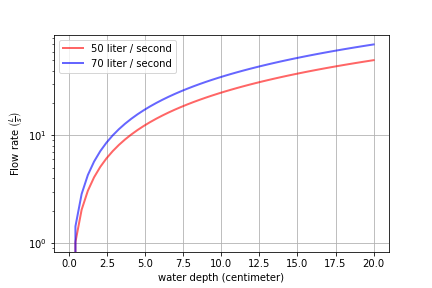 50 liter / second
70 liter / second
Flow rate (L/s)
10¹
10⁰
0.0 2.5 5.0 7.5 10.0 12.5 15.0 17.5 20.0
water depth (centimeter)